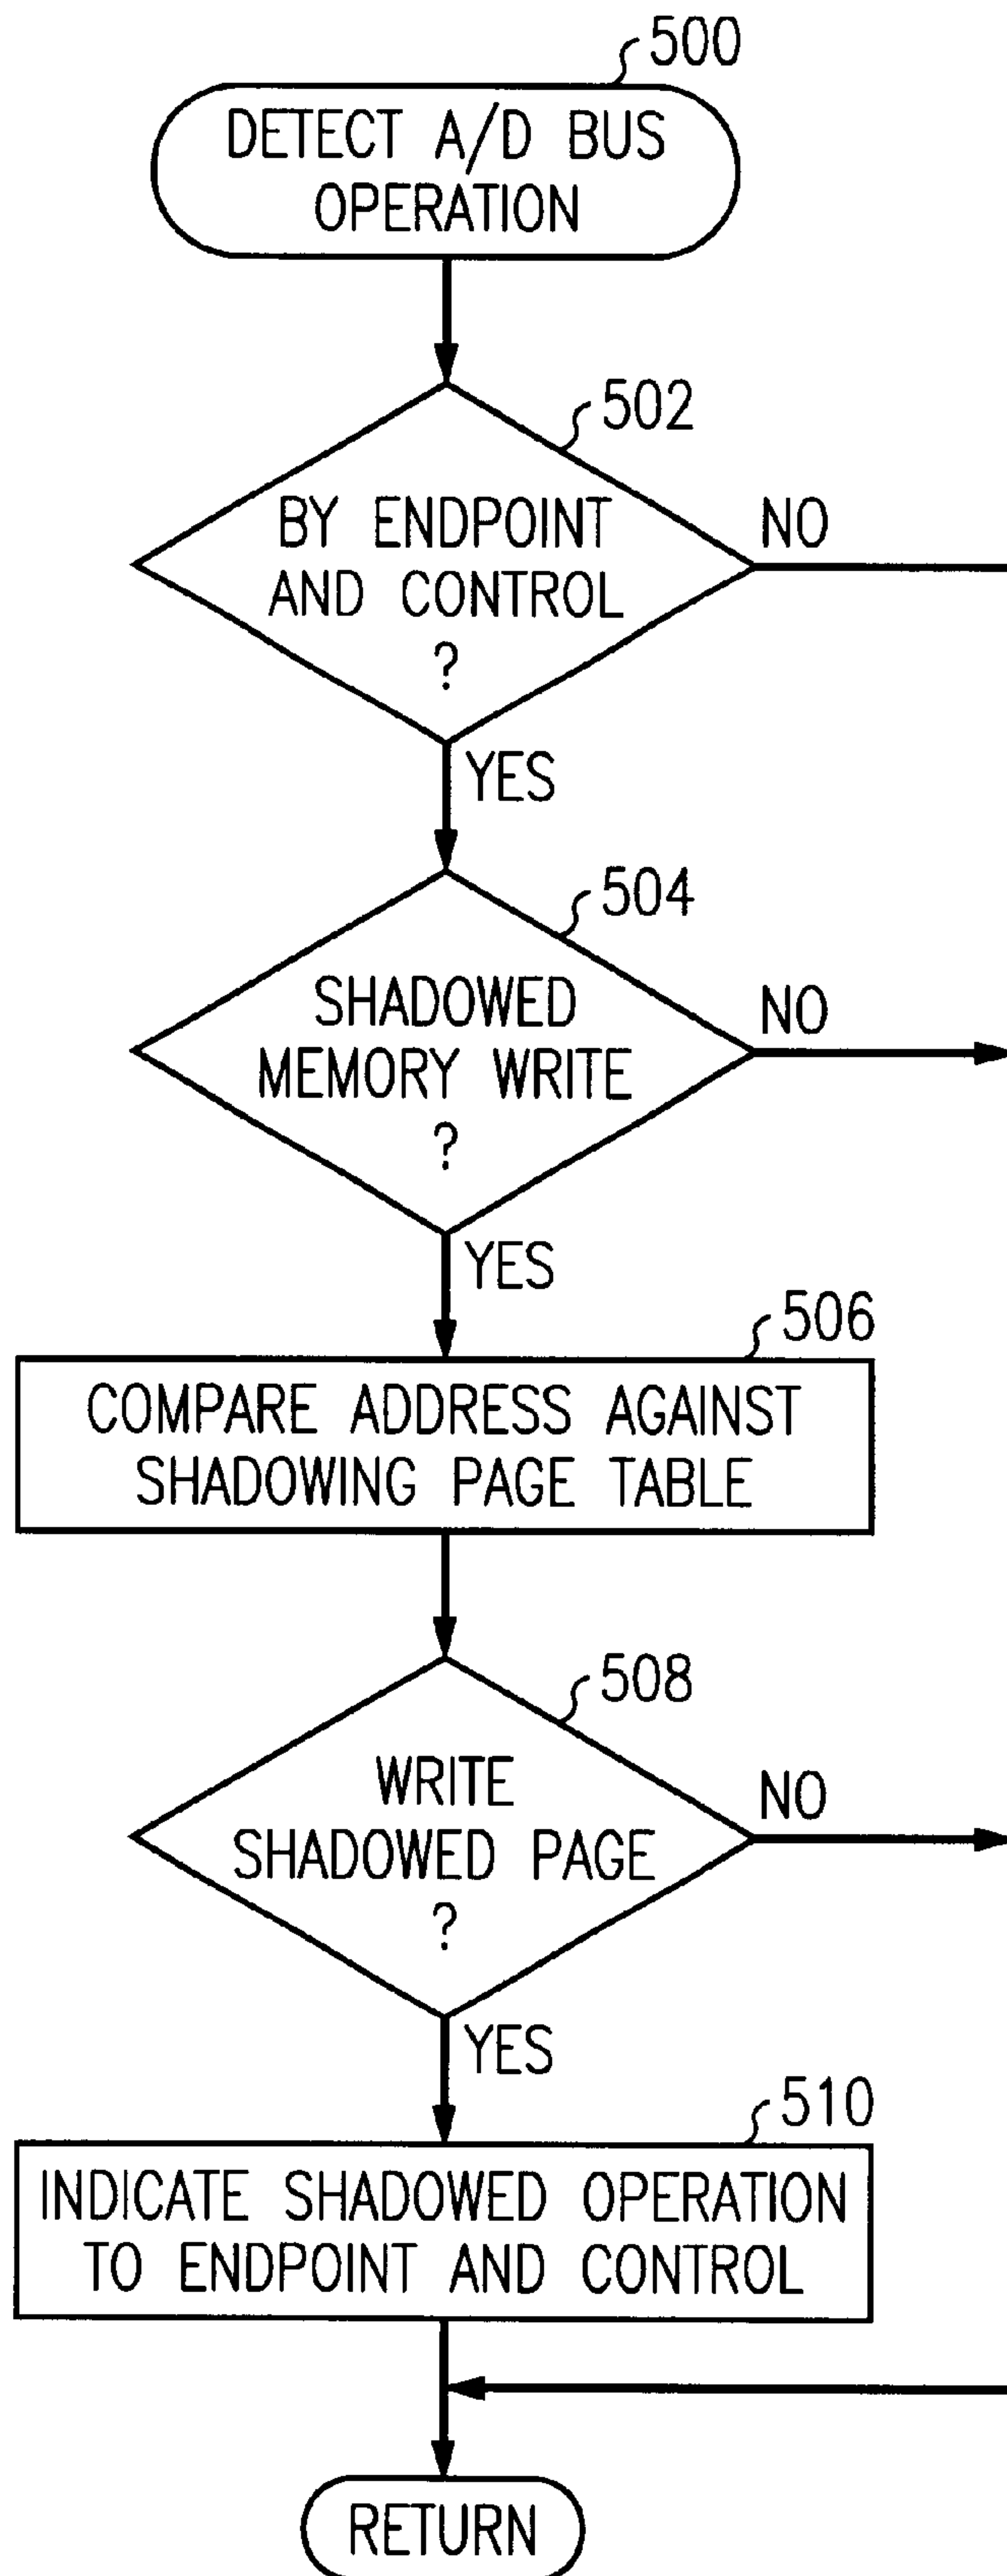 500
DETECT A/D BUS
OPERATION
502
BY ENDPOINT
AND CONTROL
?
NO
YES
504
SHADOWED
MEMORY WRITE
?
NO
YES
506
COMPARE ADDRESS AGAINST
SHADOWING PAGE TABLE
508
WRITE
SHADOWED PAGE
?
NO
YES
510
INDICATE SHADOWED OPERATION
TO ENDPOINT AND CONTROL
RETURN